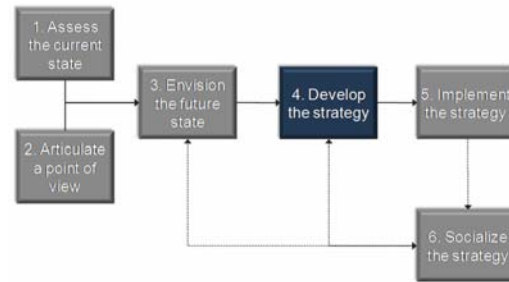 1. Assess
the current
state
2. Articulate
a point of
view
3. Envision
the future
state
4. Develop
the strategy
5. Implement
the strategy
6. Socialize
the strategy